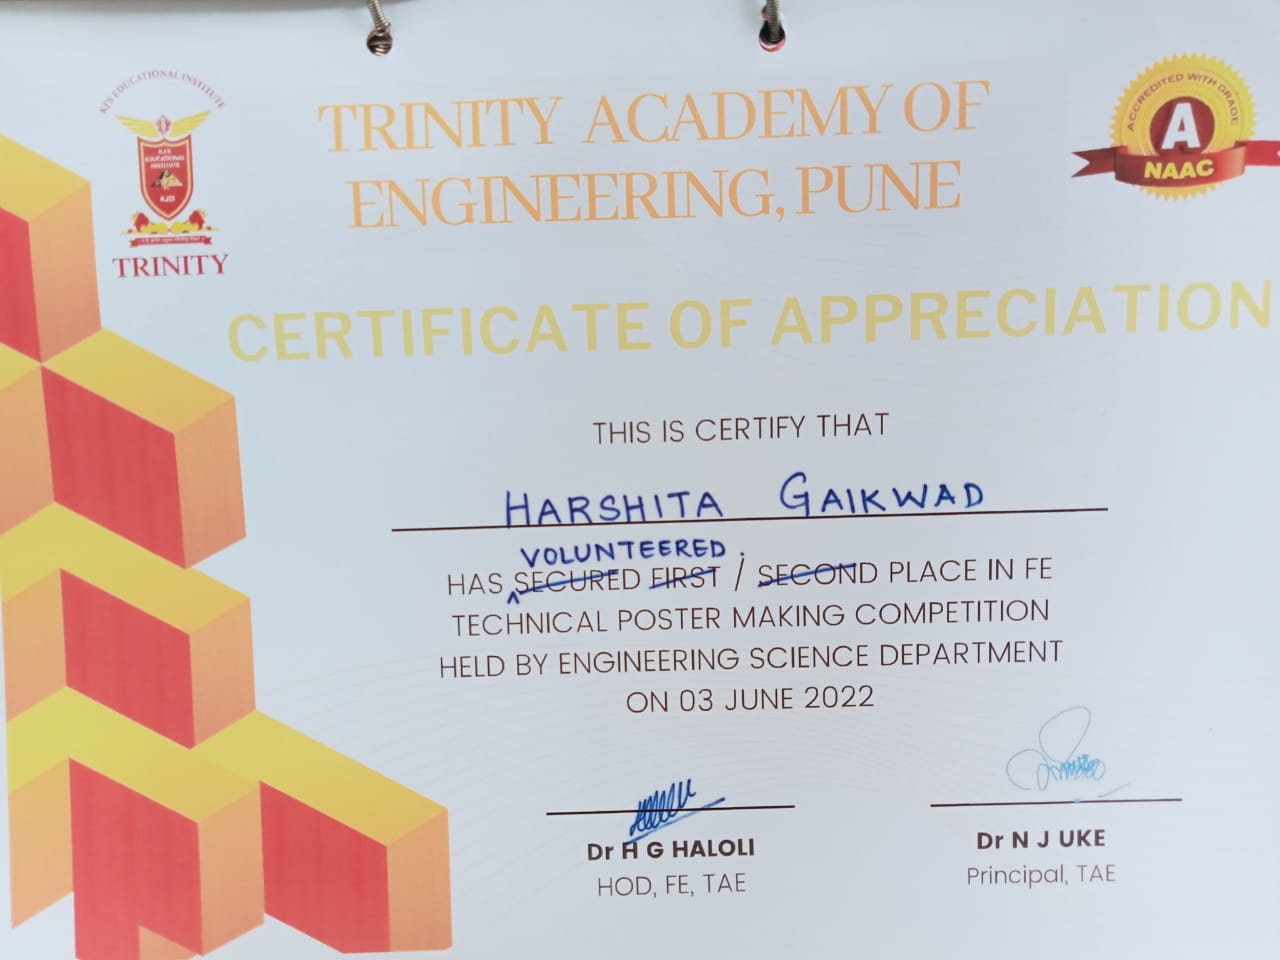 KJ'S EDUCATIONAL INSTITUTE
KJ'S
EDUCATIONAL
INSTITUTE
KJEI
TRINITY
TRINITY ACADEMY OF
ENGINEERING, PUNE
ACCREDITED WITH GRADE
A
NAAC
CERTIFICATE OF APPRECIATION
THIS IS CERTIFY THAT
HARSHITA GAIKWAD
VOLUNTEERED
HAS SECURED FIRST / SECOND PLACE IN FE
TECHNICAL POSTER MAKING COMPETITION
HELD BY ENGINEERING SCIENCE DEPARTMENT
ON 03 JUNE 2022
Dr H G HALOLI
HOD, FE, TAE
Dr N J UKE
Principal, TAE